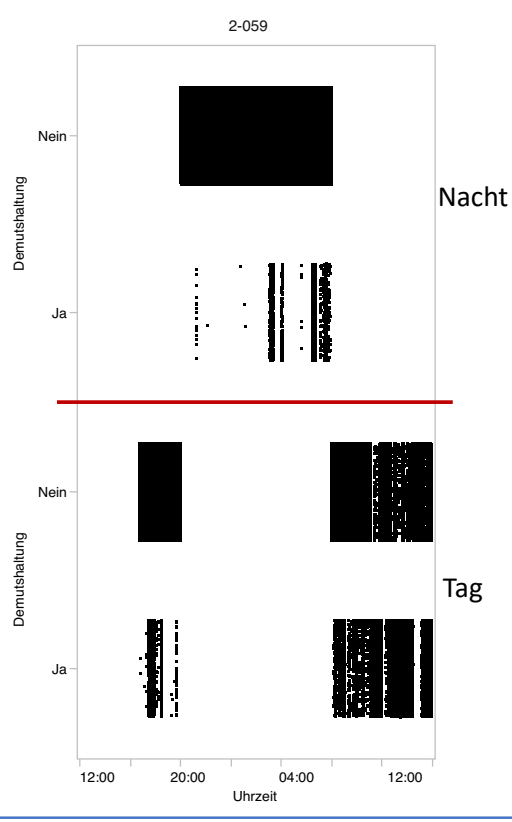 2-059
Nein
Demutshaltung
Nacht
Ja
Nein
Demutshaltung
Tag
Ja
12:00 20:00 04:00 12:00
Uhrzeit